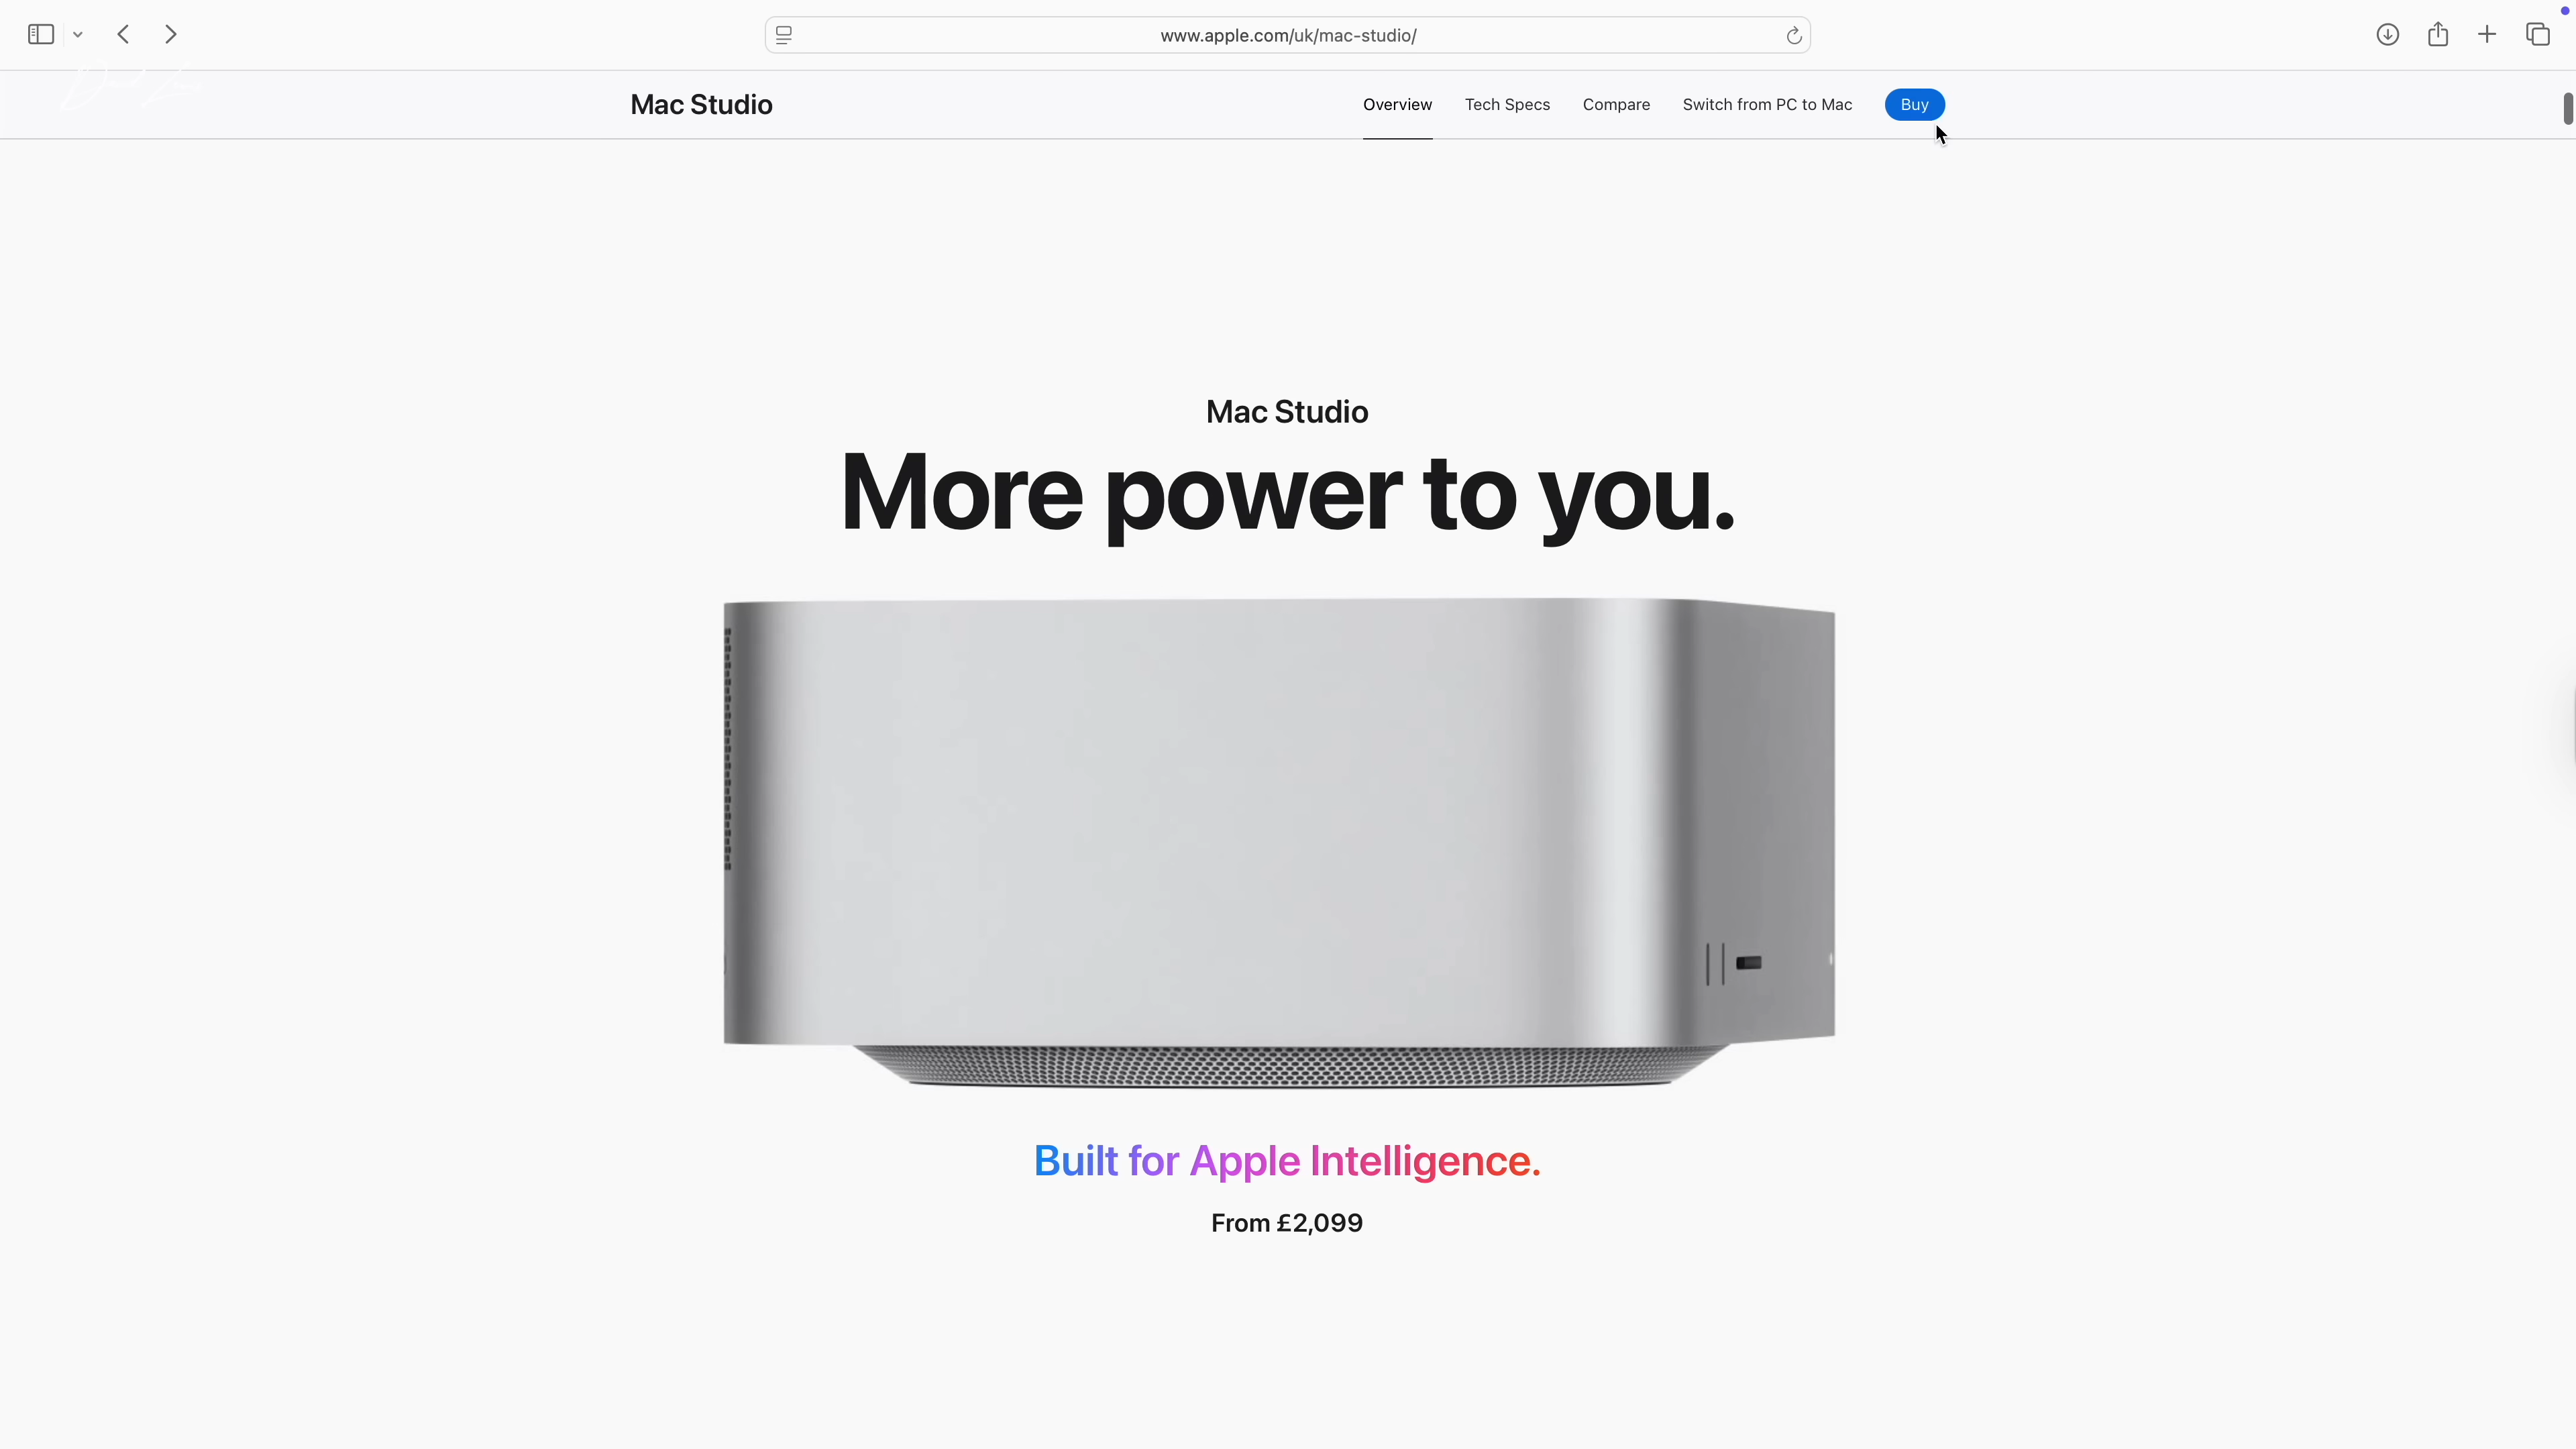 www.apple.com/uk/mac-studio/
Mac Studio
Overview
Tech Specs
Compare
Switch from PC to Mac
Buy
Mac Studio
More power to you.
Built for Apple Intelligence.
From £2,099